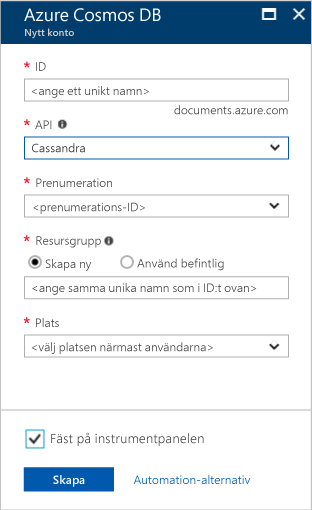 Azure Cosmos DB
Nytt konto
* ID
<ange ett unikt namn>
documents.azure.com
* API
Cassandra
* Prenumeration
<prenumerations-ID>
* Resursgrupp
Skapa ny Använd befintlig
<ange samma unika namn som i ID:t ovan>
* Plats
<välj platsen närmast användarna>
Fäst på instrumentpanelen
Skapa Automation-alternativ